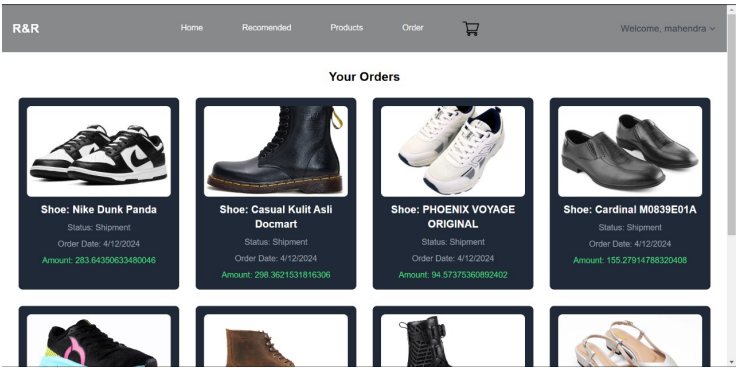 R&R
Home
Recomended
Products
Order
Welcome, mahendra
Your Orders
Shoe: Nike Dunk Panda
Status: Shipment
Order Date: 4/12/2024
Amount: 283.64350633480046
Shoe: Casual Kulit Asli
Docmart
Status: Shipment
Order Date: 4/12/2024
Amount: 298.3621531816306
Shoe: PHOENIX VOYAGE
ORIGINAL
Status: Shipment
Order Date: 4/12/2024
Amount: 94.57375360892402
Shoe: Cardinal M0839E01A
Status: Shipment
Order Date: 4/12/2024
Amount: 155.27914788320408